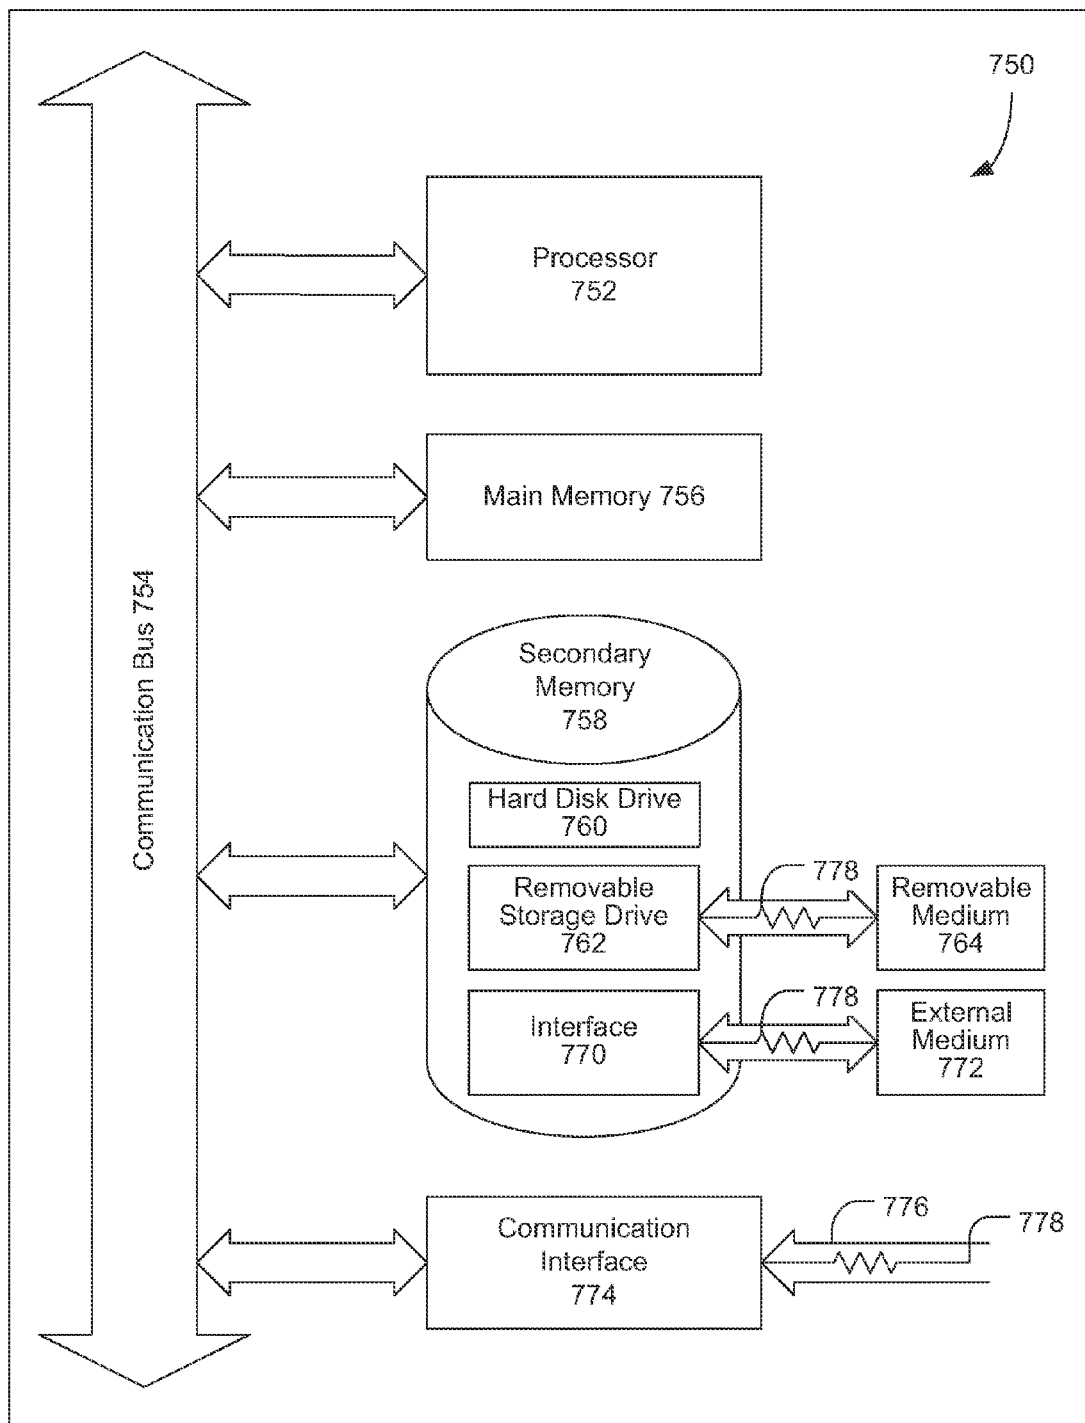 750
Processor
752
Main Memory 756
Communication Bus 754
Secondary
Memory
758
Hard Disk Drive
760
Removable
Storage Drive
762
778
Removable
Medium
764
Interface
770
778
External
Medium
772
Communication
Interface
774
776
778